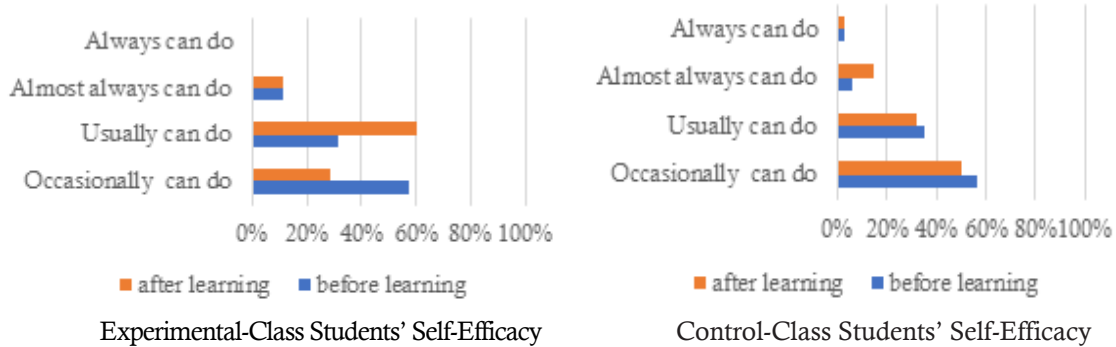 Always can do
Almost always can do
Usually can do
Occasionally can do
0% 20% 40% 60% 80% 100%
after learning before learning
Experimental-Class Students’ Self-Efficacy
Always can do
Almost always can do
Usually can do
Occasionally can do
0% 20% 40% 60% 80%100%
after learning before learning
Control-Class Students’ Self-Efficacy